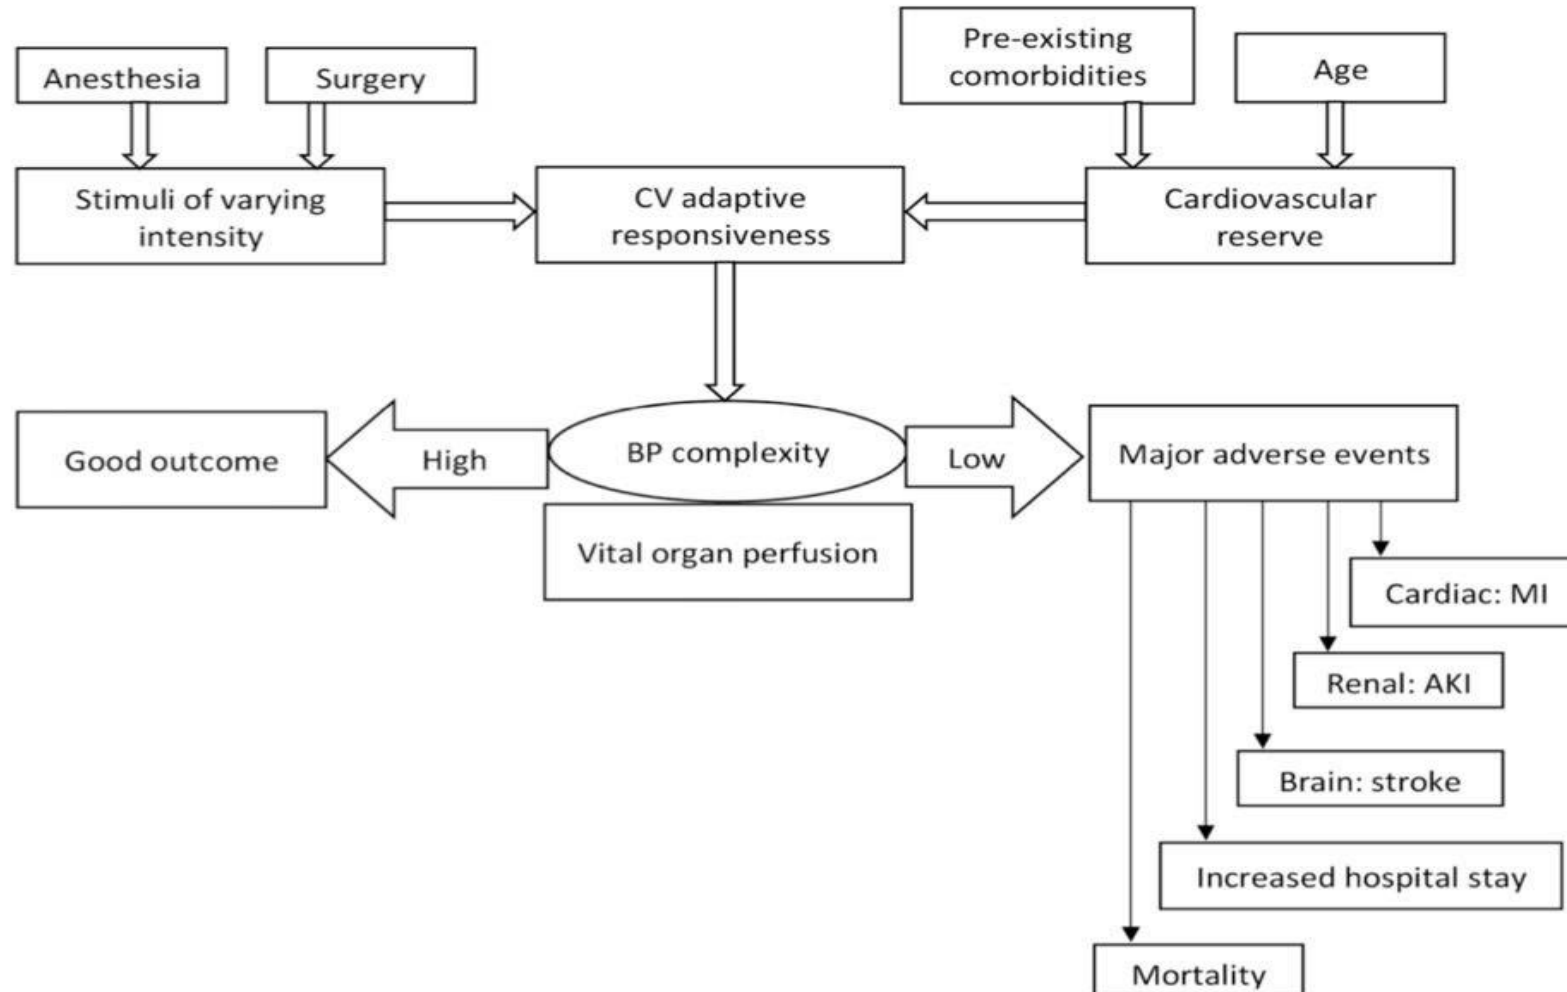 Anesthesia
Surgery
Pre-existing
comorbidities
Age
Stimuli of varying
intensity
CV adaptive
responsiveness
Cardiovascular
reserve
Good outcome
High
BP complexity
Low
Major adverse events
Vital organ perfusion
Cardiac: MI
Renal: AKI
Brain: stroke
Increased hospital stay
Mortality